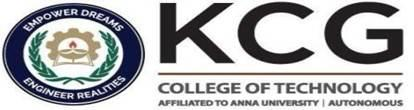 EMPOWER DREAMS
ENGINEER REALITIES
KCG
COLLEGE OF TECHNOLOGY
AFFILIATED TO ANNA UNIVERSITY | AUTONOMOUS